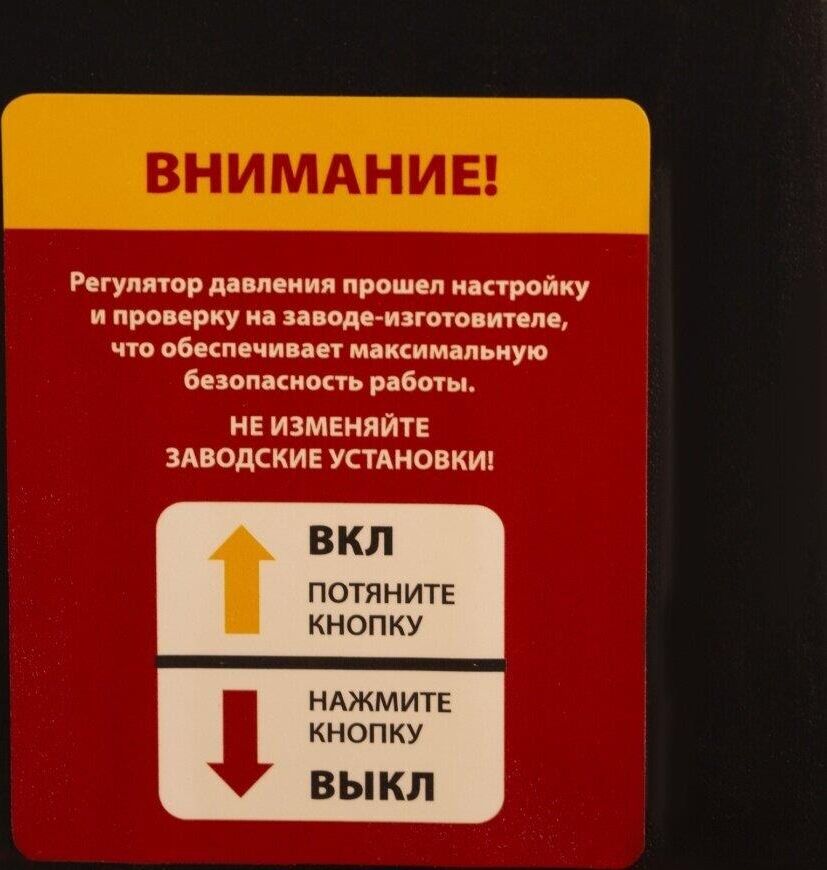 ВНИМАНИЕ!
Регулятор давления прошел настройку
и проверку на заводе-изготовителе,
что обеспечивает максимальную
безопасность работы.
НЕ ИЗМЕНЯЙТЕ
ЗАВОДСКИЕ УСТАНОВКИ!
ВКЛ
ПОТЯНИТЕ
КНОПКУ
НАЖМИТЕ
КНОПКУ
ВЫКЛ